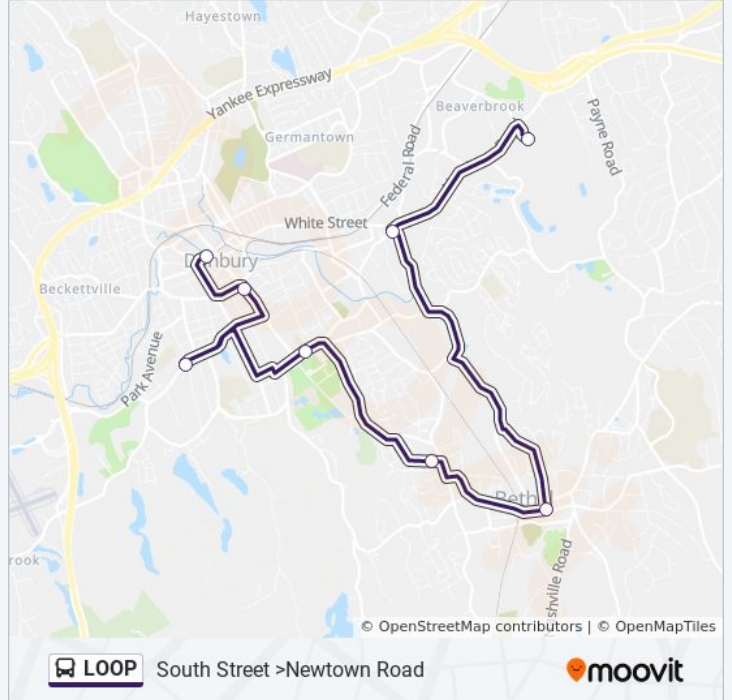 Hayestown
Yankee Expressway
Beaverbrook
Payne Road
Germantown
Federal Road
White Street
Danbury
Beckettville
Park Avenue
Bethel
rook
shville Road
© OpenStreetMap contributors | © OpenMapTiles
LOOP South Street >Newtown Road
moovit